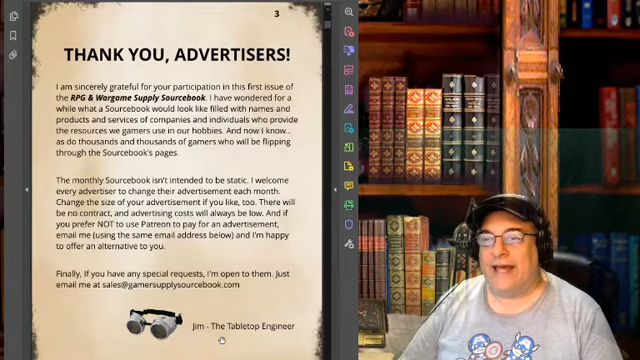 3
THANK YOU, ADVERTISERS!
I am sincerely grateful for your participation in this first issue of
the RPG & Wargame Supply Sourcebook. I have wondered for a
while what a Sourcebook would look like filled with names and
products and services of companies and individuals who provide
the resources we gamers use in our hobbies. And now I know...
as do thousands and thousands of gamers who will be flipping
through the Sourcebook's pages.
The monthly Sourcebook isn't intended to be static. I welcome
every advertiser to change their advertisement each month.
Change the size of your advertisement if you like, too. There will
be no contract, and advertising costs will always be low. And if
you prefer NOT to use Patreon to pay for an advertisement,
email me (using the same email address below) and I'm happy
to offer an alternative to you.
Finally, If you have any special requests, I'm open to them. Just
email me at sales@gamersupplysourcebook.com
Jim - The Tabletop Engineer